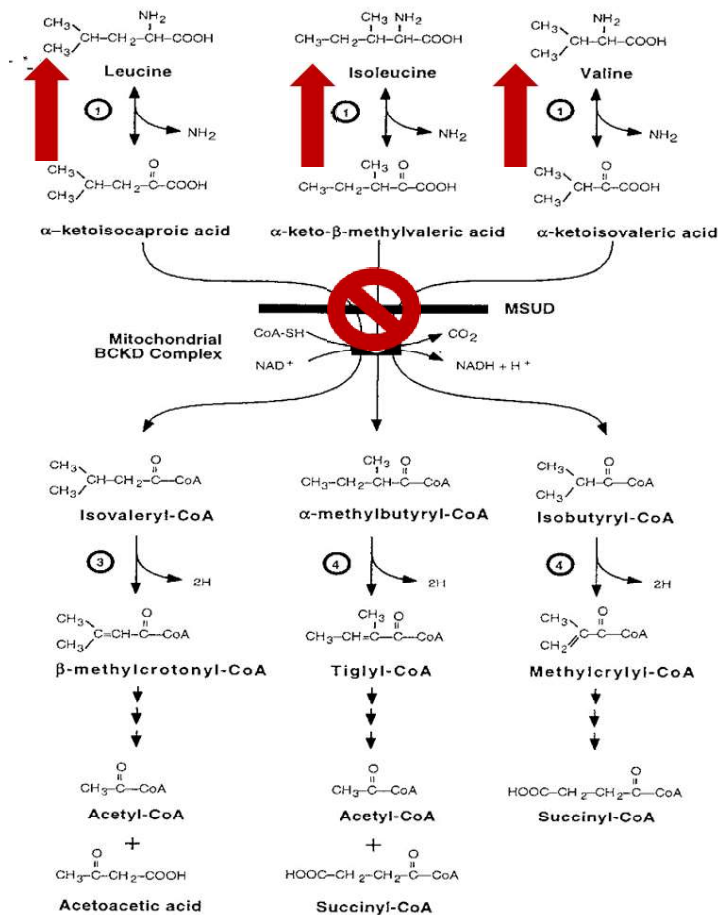 CH3 NH2
CH–CH2–CH–COOH
CH3
Leucine
CH3 NH2
CH3–CH2–CH–CH–COOH
Isoleucine
CH3 NH2
CH–CH–COOH
CH3
Valine
1 NH2
1 NH2
1 NH2
CH3 O
CH–CH2–C–COOH
CH3
α–ketoisocaproic acid
CH3 O
CH3–CH2–CH–C–COOH
α-keto-β-methylvaleric acid
CH3 O
CH–C–COOH
CH3
α-ketoisovaleric acid
MSUD
Mitochondrial
BCKD Complex
CoA-SH CO2
NAD+ NADH + H+
CH3 O
CH–CH2–C–CoA
CH3
Isovaleryl-CoA
CH3 O
CH3–CH2–CH–C–CoA
α-methylbutyryl-CoA
CH3 O
CH–C–CoA
CH3
Isobutyryl-CoA
3 2H
4 2H
4 2H
CH3 O
C=CH–C–CoA
CH3
β-methylcrotonyl-CoA
CH3 O
CH3–CH=C–C–CoA
Tiglyl-CoA
CH3 O
C–C–CoA
CH2
Methylcrylyl-CoA
O
CH3–C–CoA
Acetyl-CoA
+
O
CH3–C–CH2–COOH
Acetoacetic acid
O
CH3–C–CoA
Acetyl-CoA
+
O
HOOC–CH2–CH2–C–CoA
Succinyl-CoA
O
HOOC–CH2–CH2–C–CoA
Succinyl-CoA